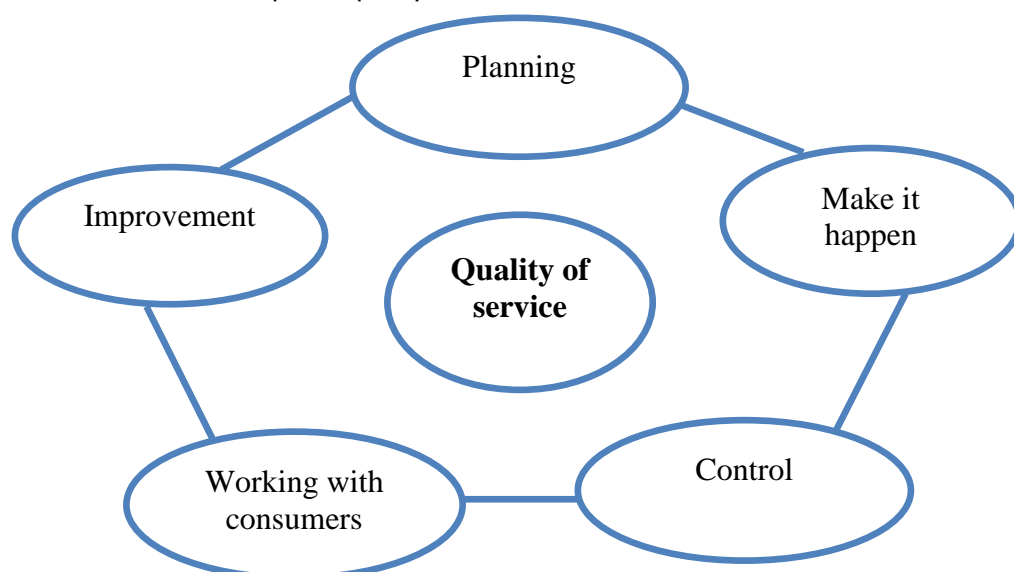 Planning
Improvement
Make it
happen
Quality of
service
Working with
consumers
Control